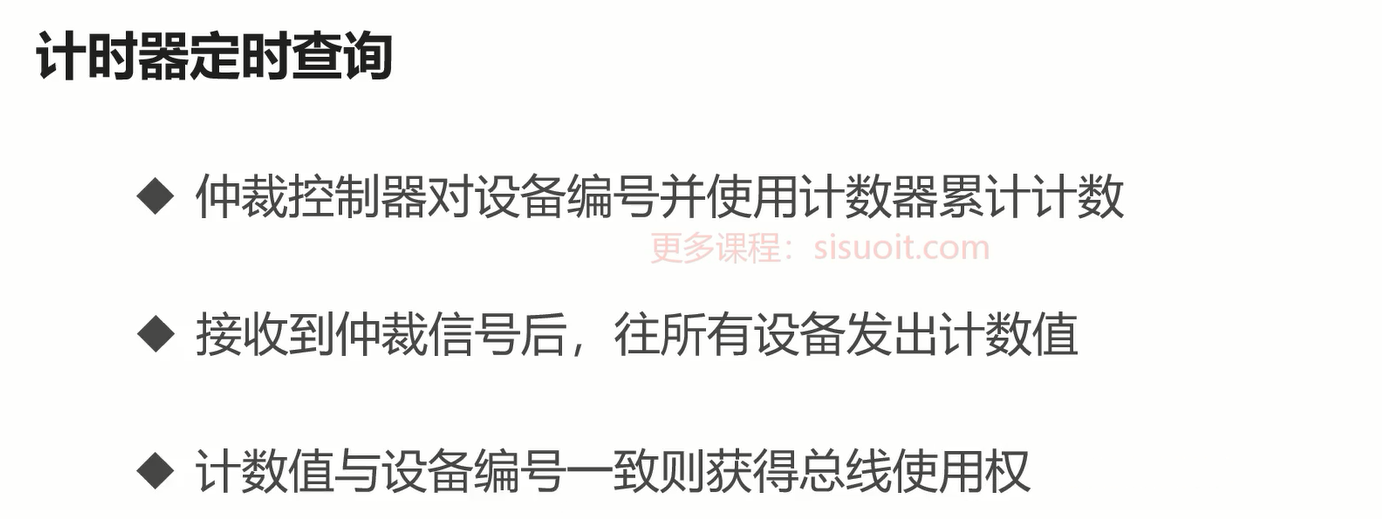 计时器定时查询
◆ 仲裁控制器对设备编号并使用计数器累计计数
更多课程：sisuoit.com
◆ 接收到仲裁信号后，往所有设备发出计数值
◆ 计数值与设备编号一致则获得总线使用权